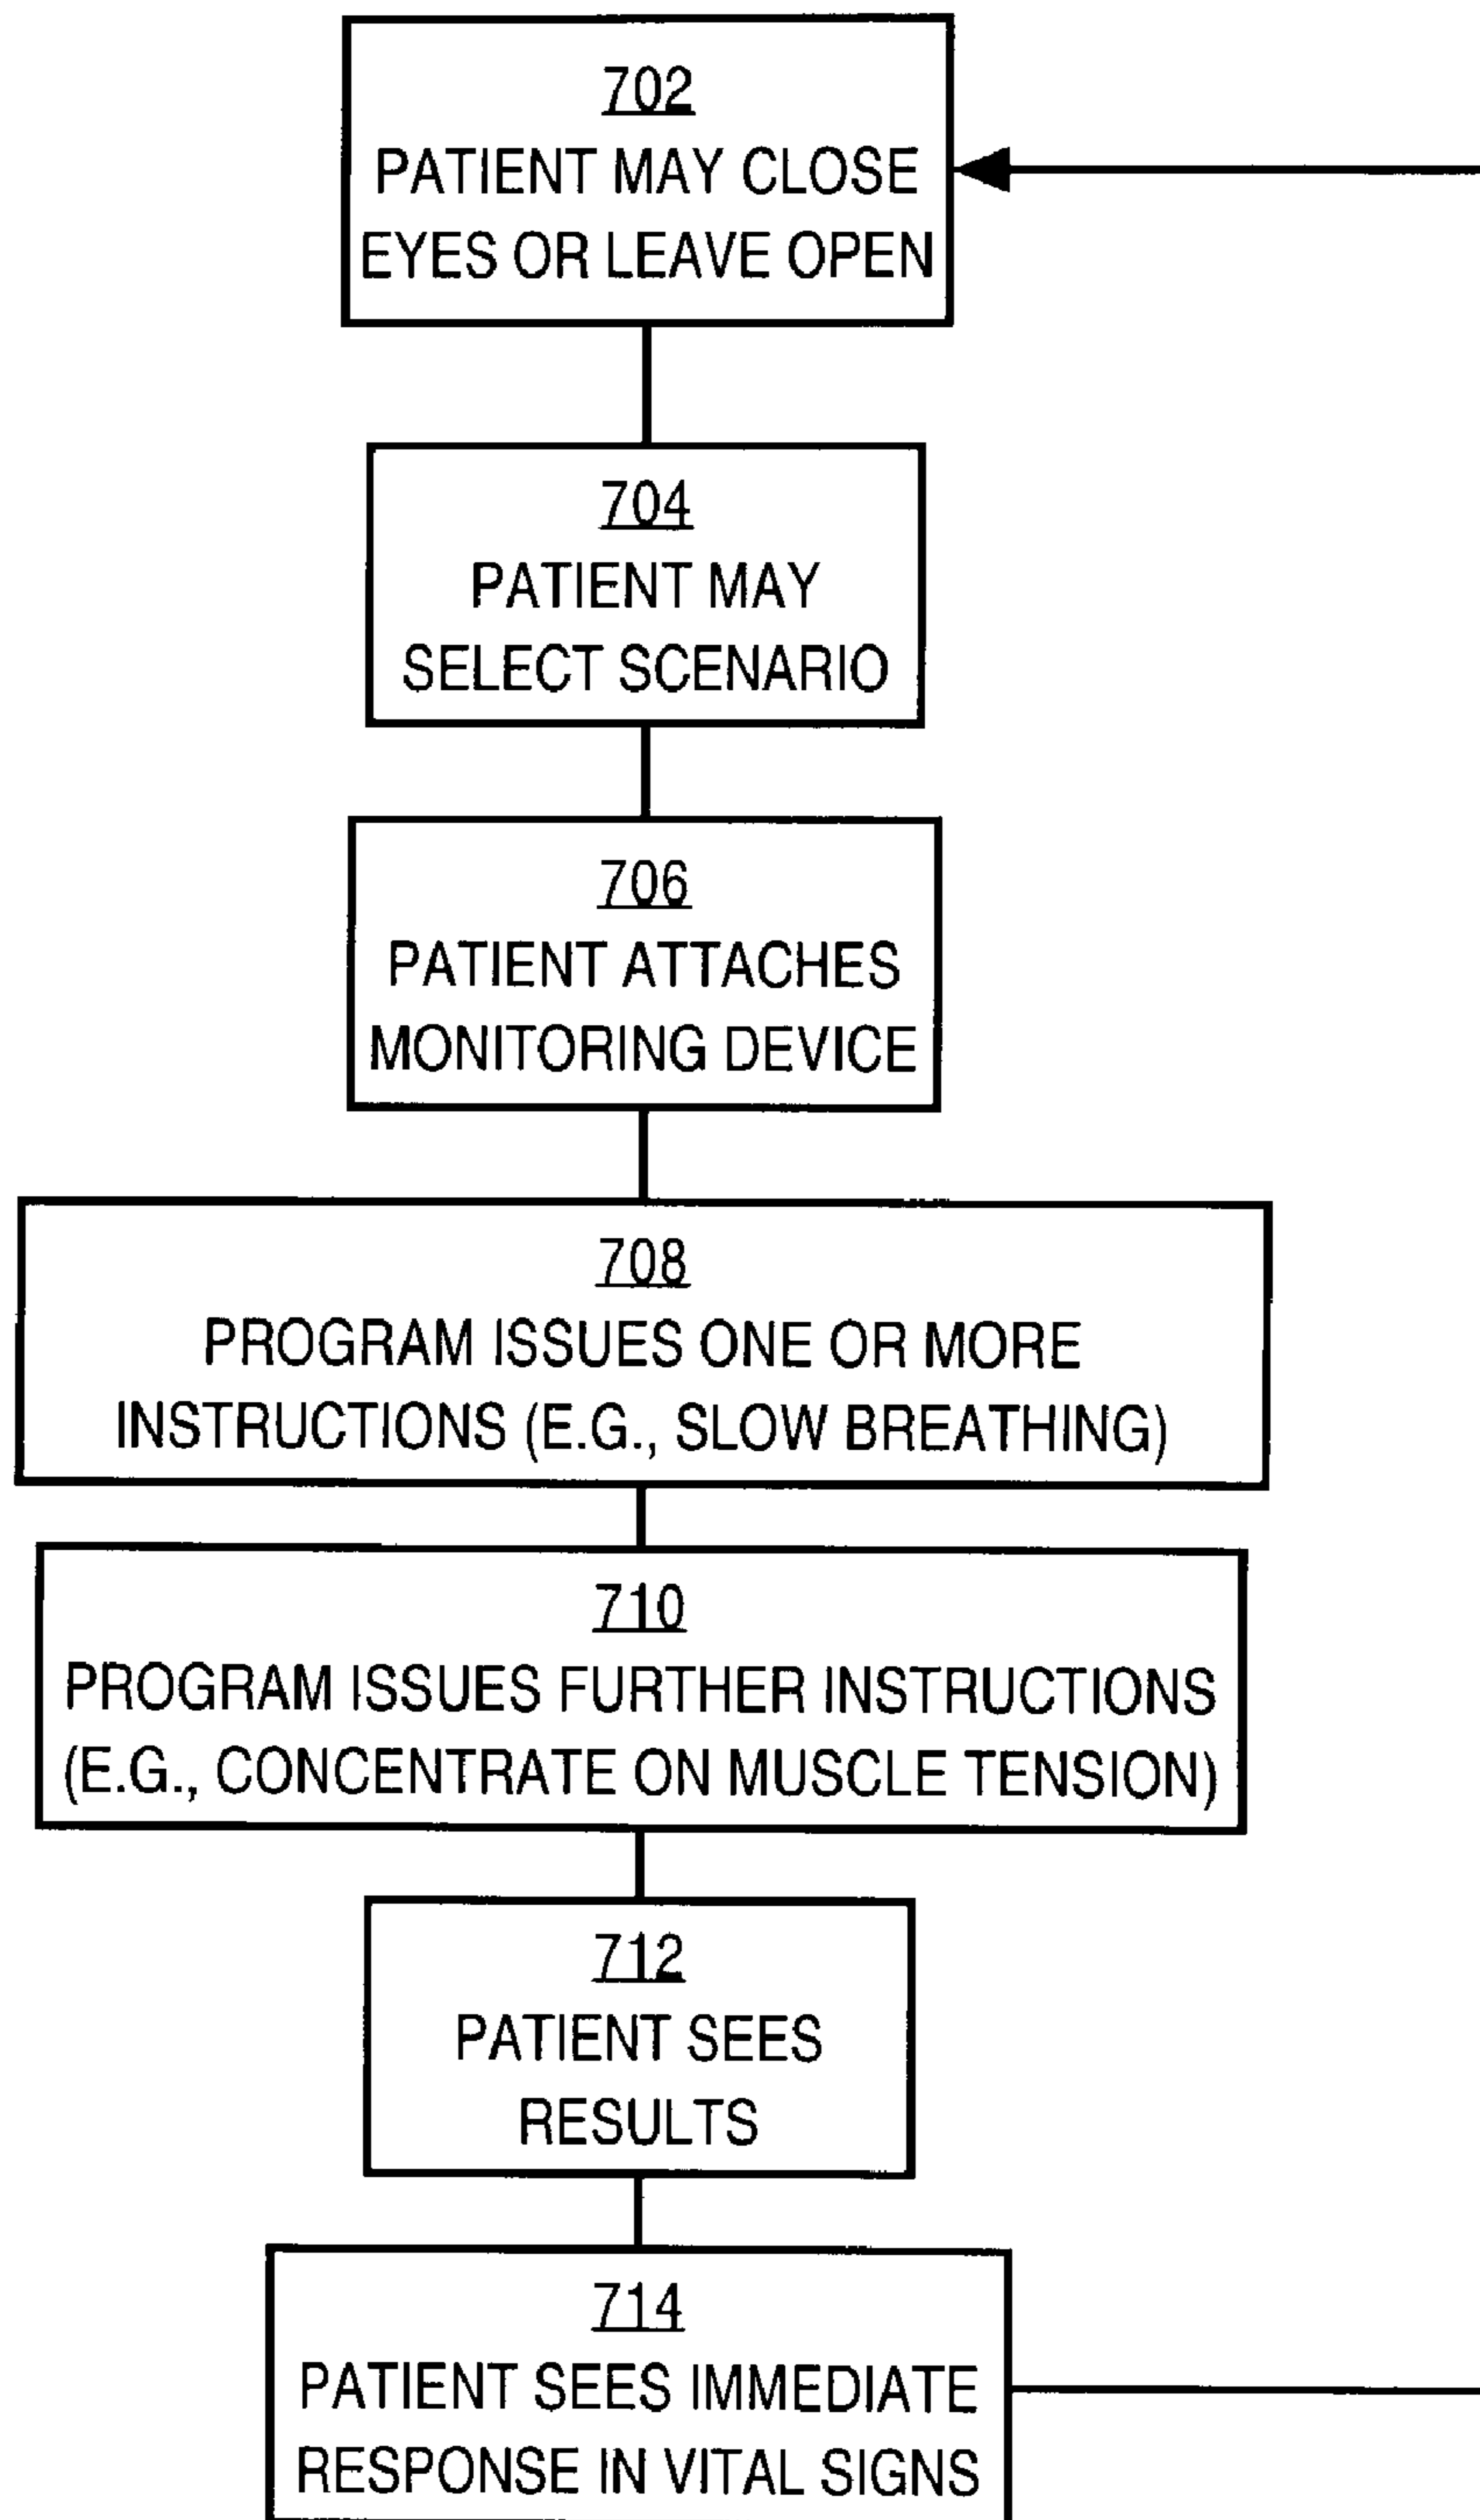 702
PATIENT MAY CLOSE
EYES OR LEAVE OPEN
704
PATIENT MAY
SELECT SCENARIO
706
PATIENT ATTACHES
MONITORING DEVICE
708
PROGRAM ISSUES ONE OR MORE
INSTRUCTIONS (E.G., SLOW BREATHING)
710
PROGRAM ISSUES FURTHER INSTRUCTIONS
(E.G., CONCENTRATE ON MUSCLE TENSION)
712
PATIENT SEES
RESULTS
714
PATIENT SEES IMMEDIATE
RESPONSE IN VITAL SIGNS